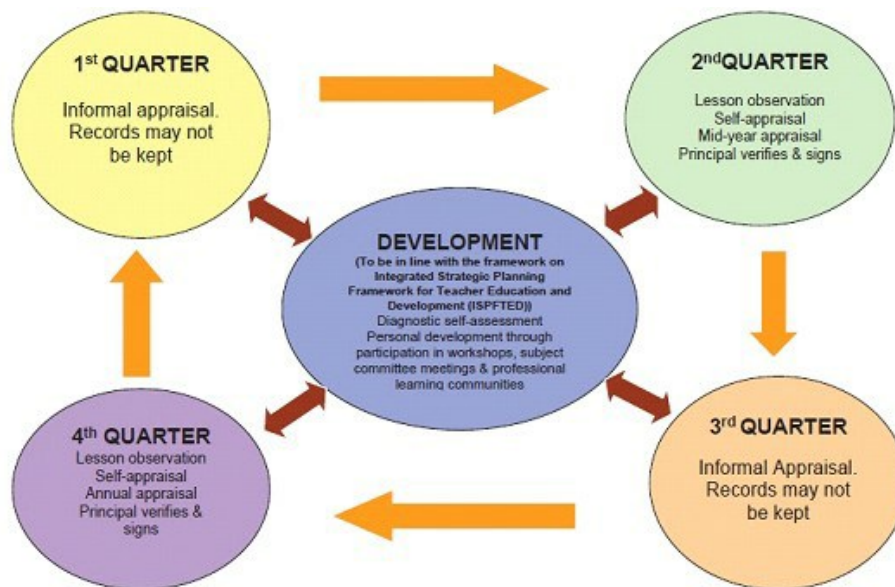 1st QUARTER
Informal appraisal.
Records may not
be kept
2nd QUARTER
Lesson observation
Self-appraisal
Mid-year appraisal
Principal verifies & signs
DEVELOPMENT
(To be in line with the framework on
Integrated Strategic Planning
Framework for Teacher Education and
Development (ISPFTED))
Diagnostic self-assessment
Personal development through
participation in workshops, subject
committee meetings & professional
learning communities
4th QUARTER
Lesson observation
Self-appraisal
Annual appraisal
Principal verifies &
signs
3rd QUARTER
Informal Appraisal.
Records may not
be kept